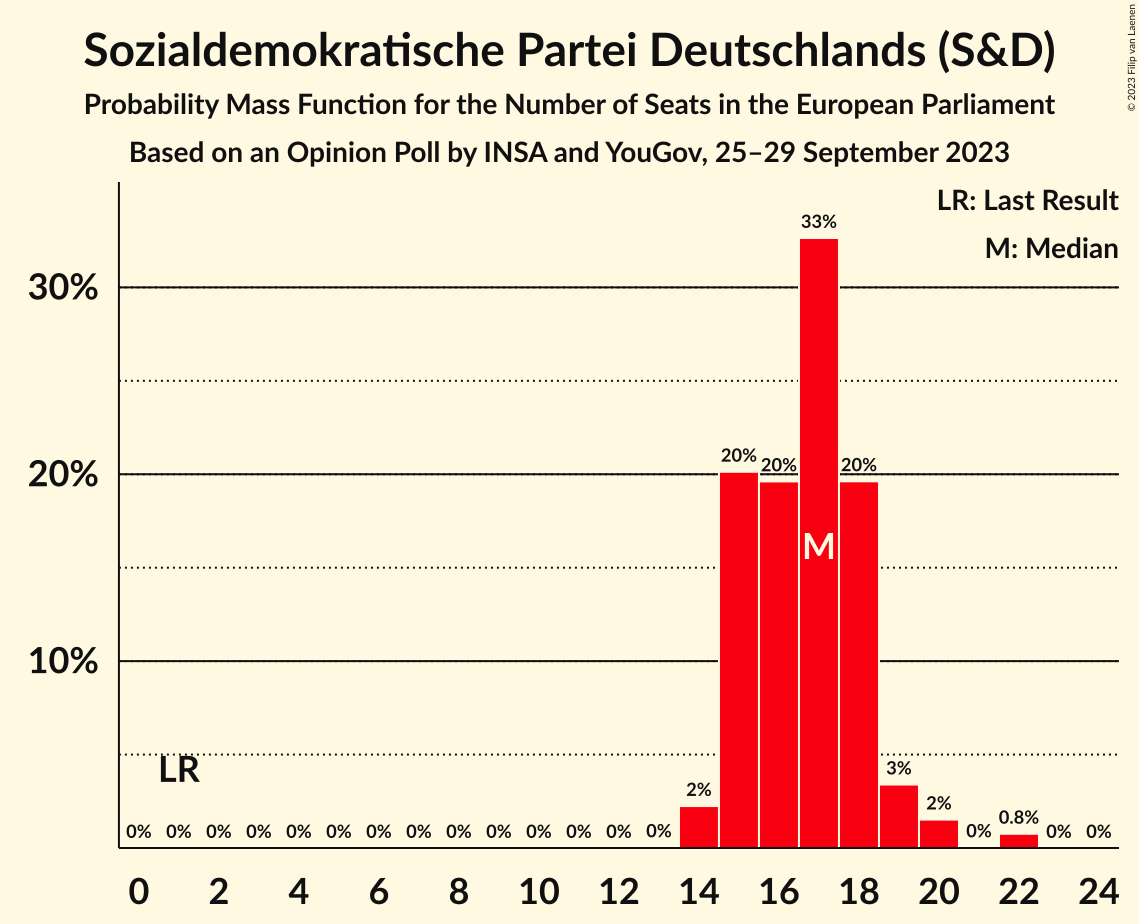 Sozialdemokratische Partei Deutschlands (S&D)
Probability Mass Function for the Number of Seats in the European Parliament
Based on an Opinion Poll by INSA and YouGov, 25–29 September 2023
© 2023 Filip van Laenen
LR: Last Result
M: Median
33%
30%
20%
20% 20% 20%
M
10%
LR
3%
2% 2%
0.8%
0% 0% 0% 0% 0% 0% 0% 0% 0% 0% 0% 0% 0% 0% 0% 0% 0%
0 2 4 6 8 10 12 14 16 18 20 22 24